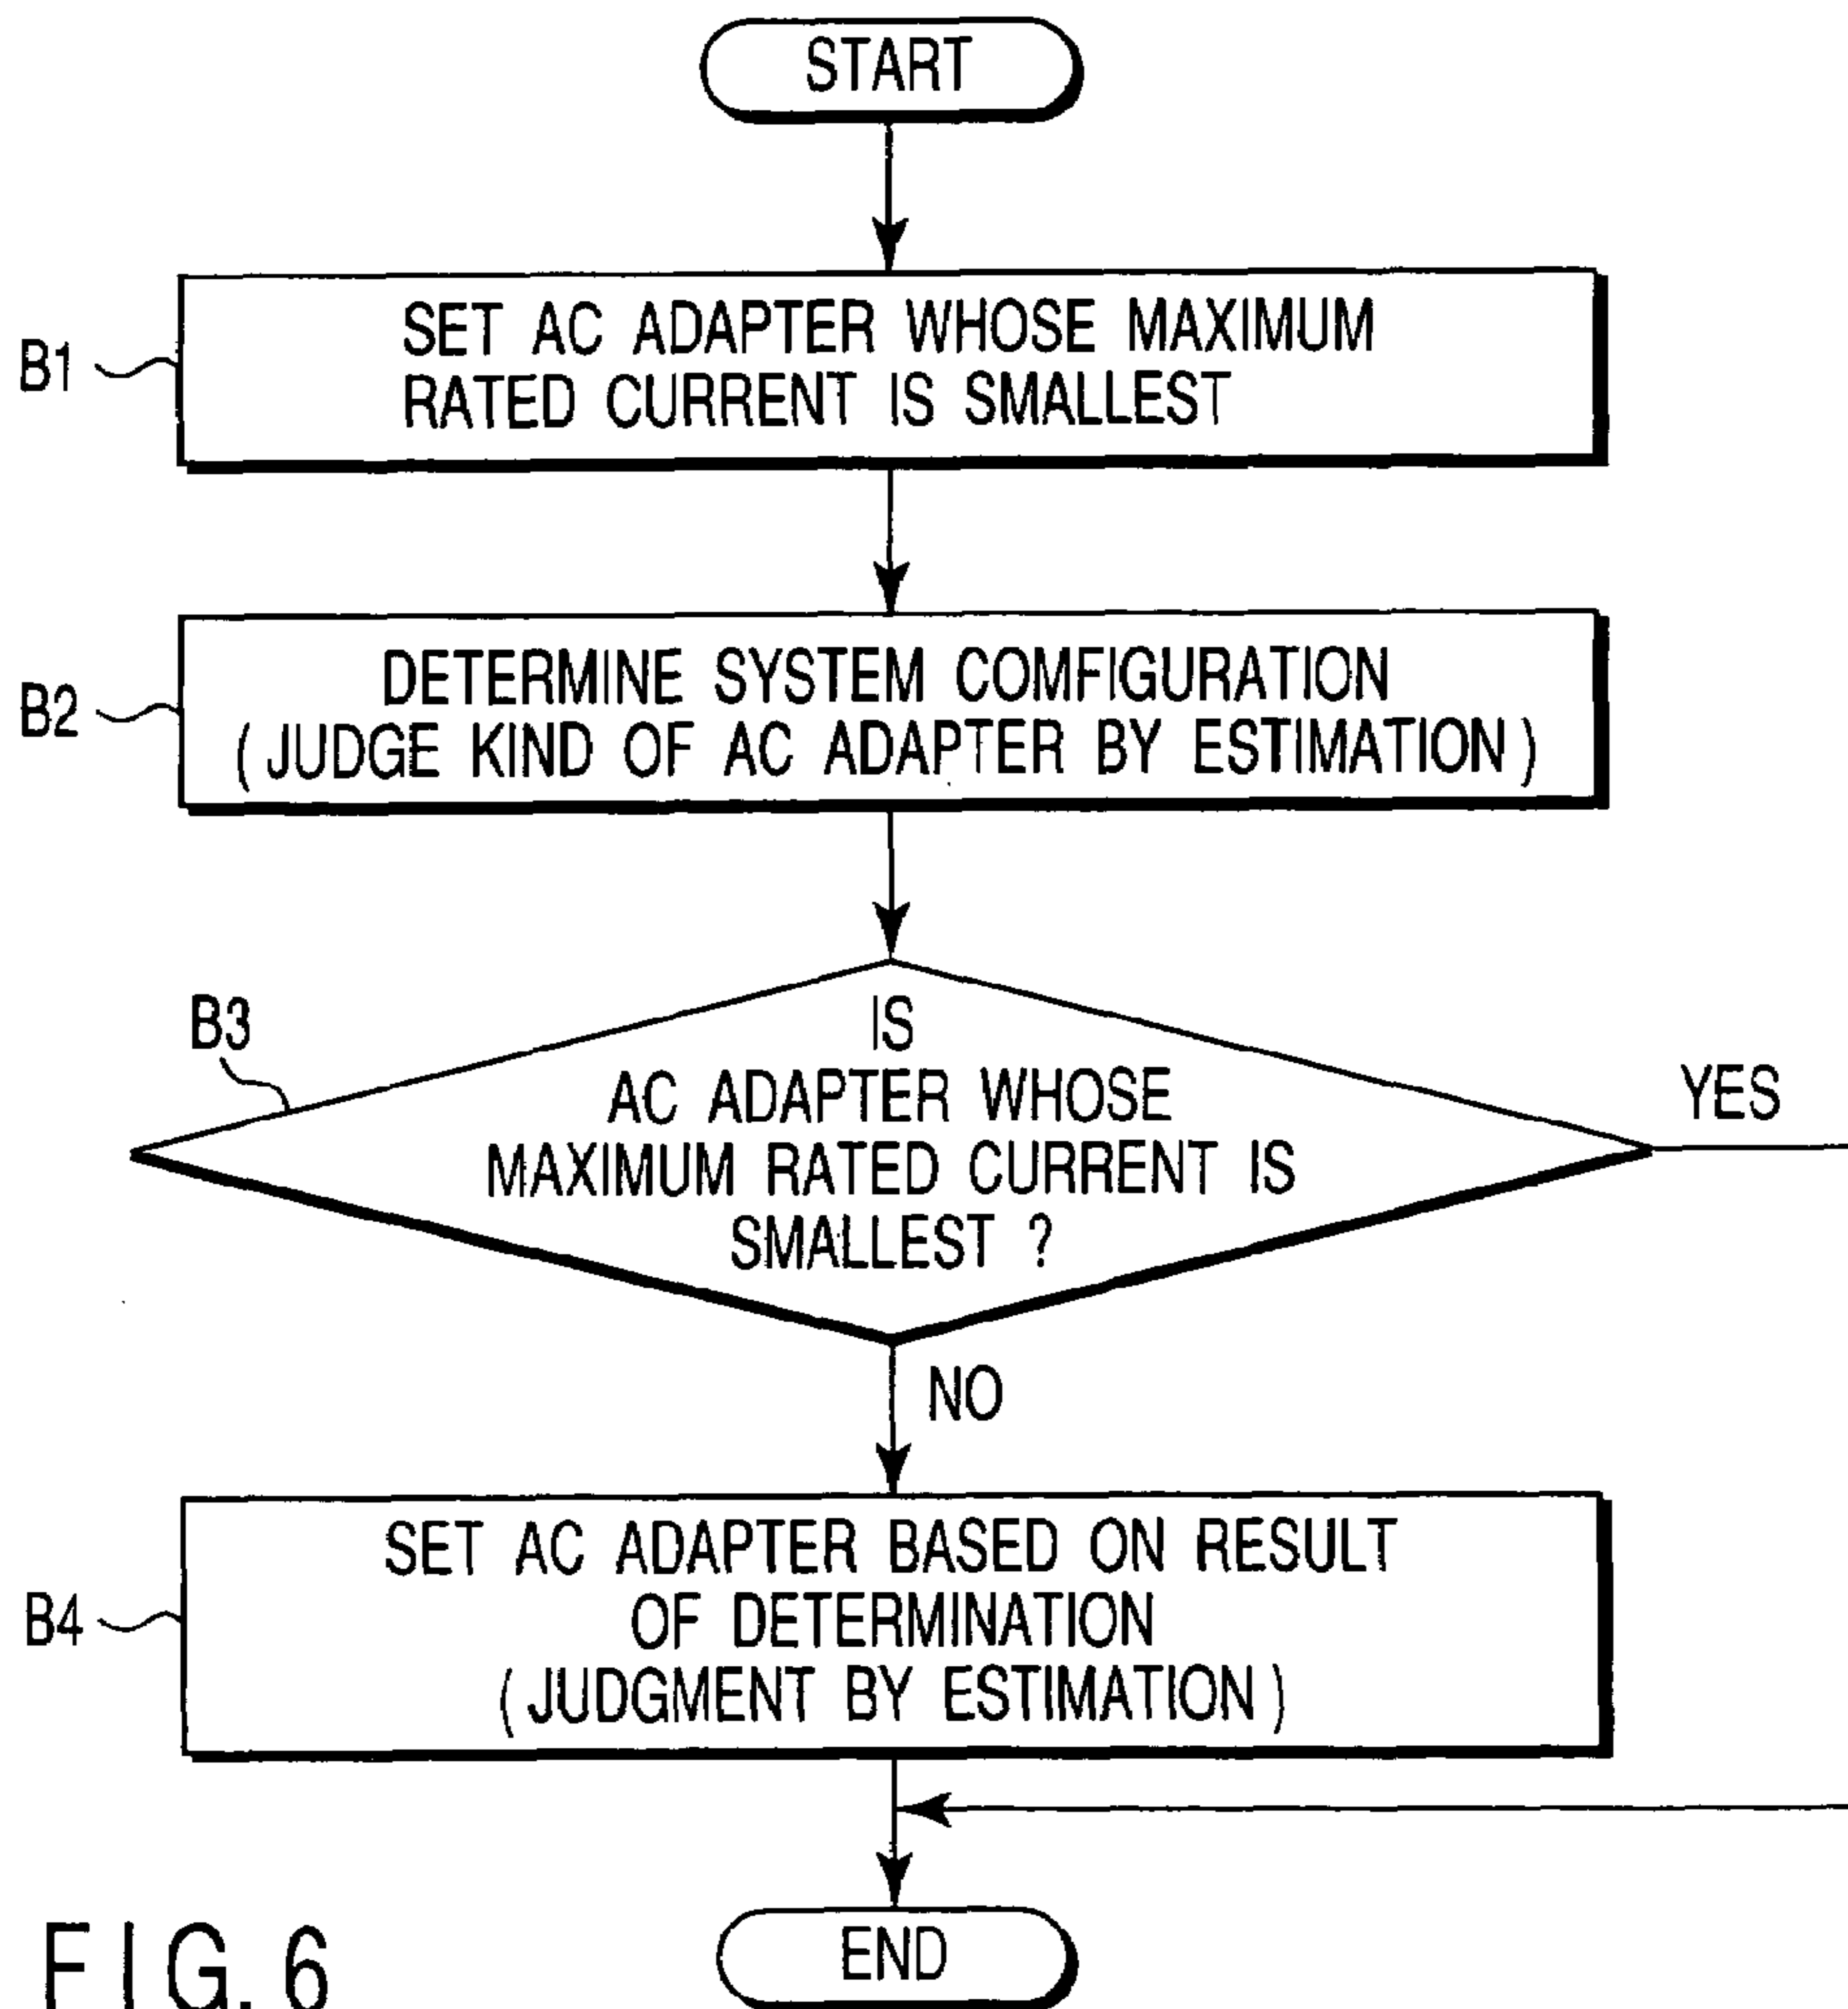 START
B1
SET AC ADAPTER WHOSE MAXIMUM
RATED CURRENT IS SMALLEST
B2
DETERMINE SYSTEM COMFIGURATION
(JUDGE KIND OF AC ADAPTER BY ESTIMATION)
B3
IS
AC ADAPTER WHOSE
MAXIMUM RATED CURRENT IS
SMALLEST ?
YES
NO
B4
SET AC ADAPTER BASED ON RESULT
OF DETERMINATION
(JUDGMENT BY ESTIMATION)
END
FIG. 6